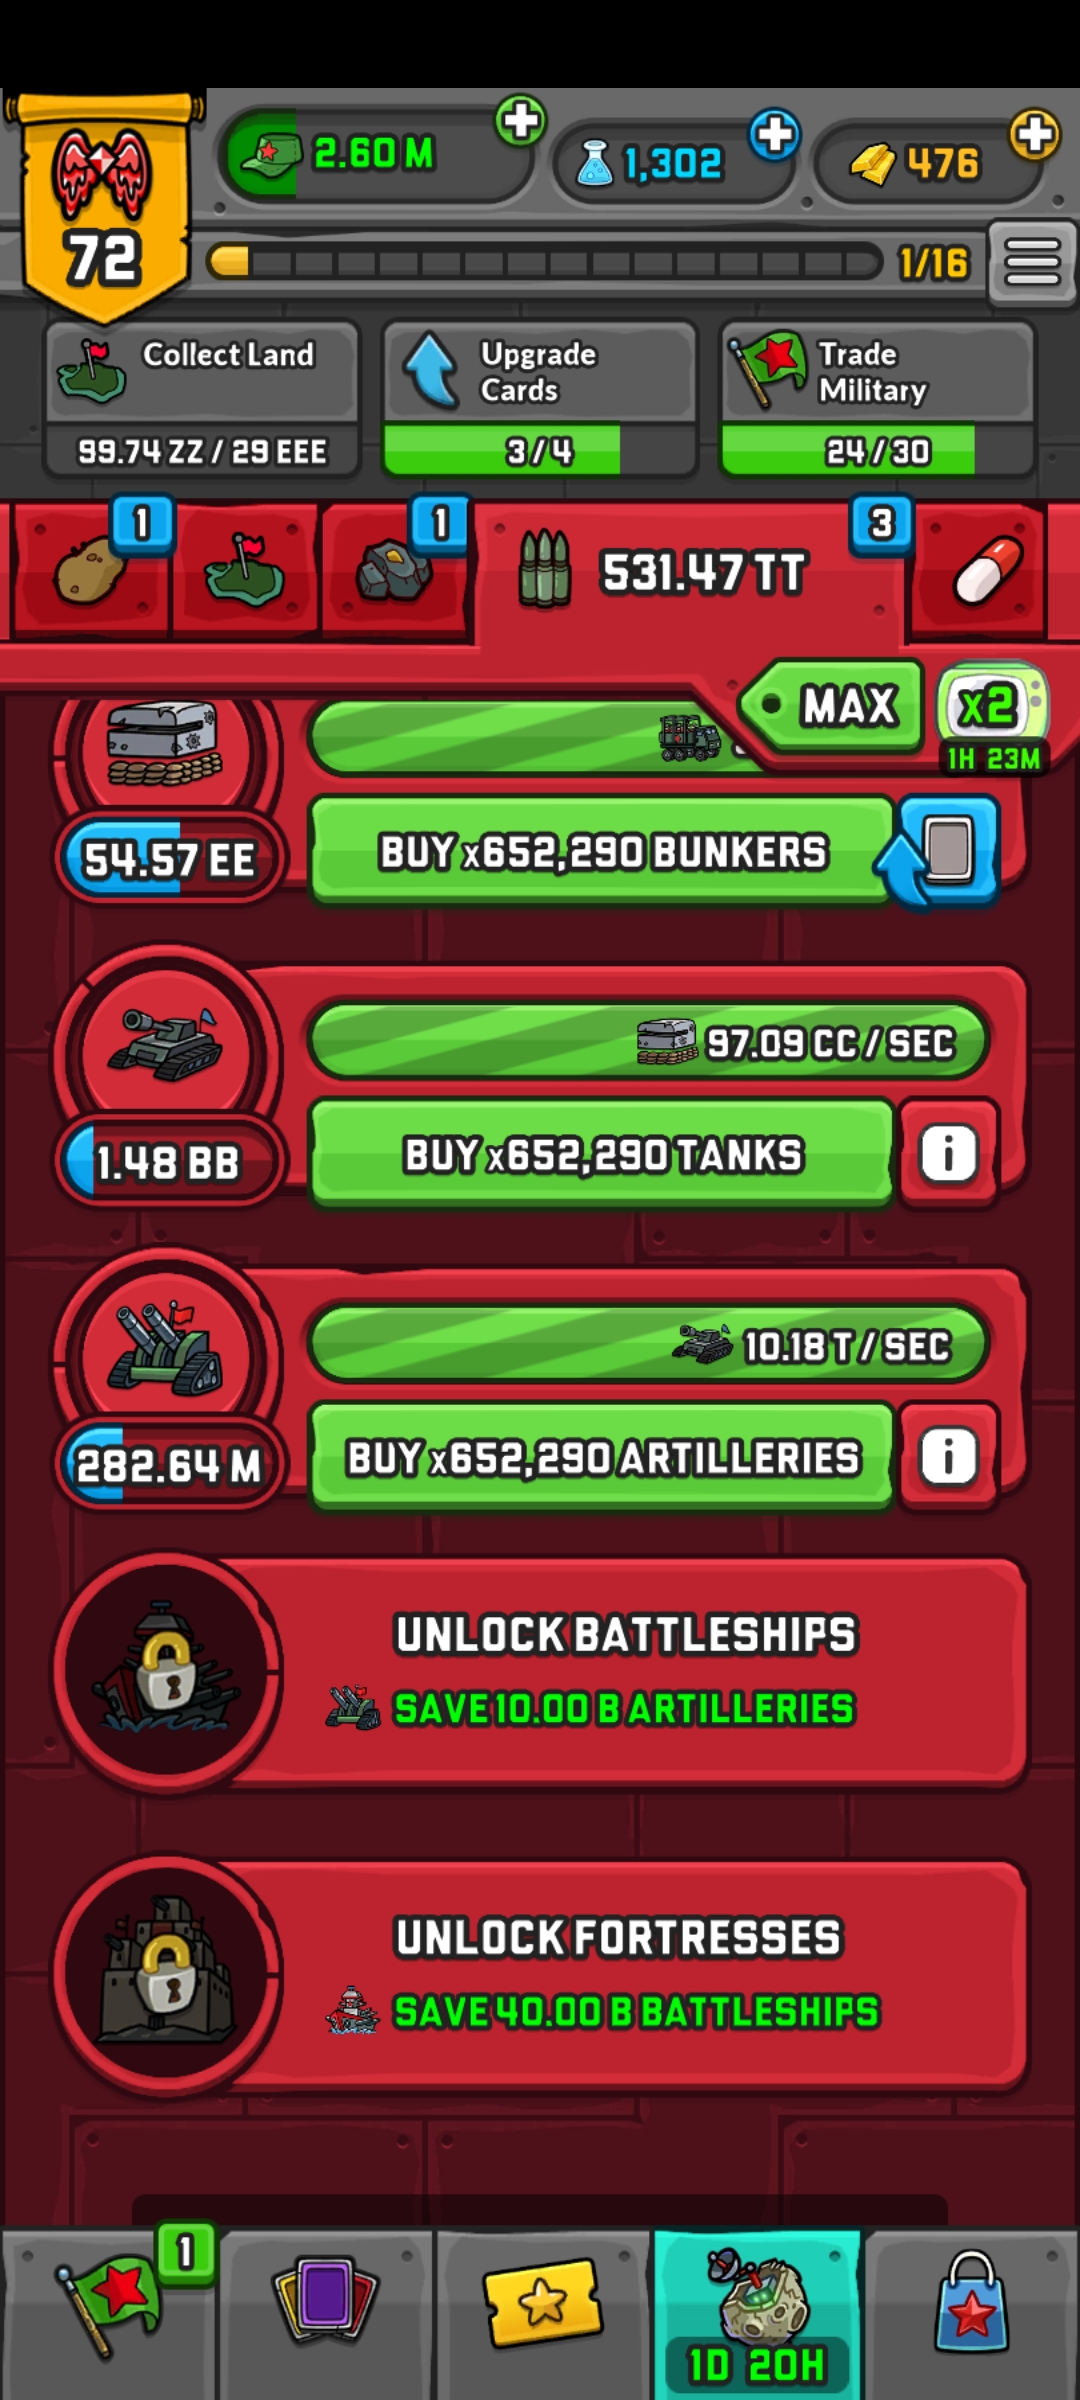 2.60 M
1,302
476
72
1/16
Collect Land
99.74 ZZ / 29 EEE
Upgrade
Cards
3/4
Trade
Military
24/30
1
1
531.47 TT
3
MAX
x2
1H 23M
54.57 EE
BUY x652,290 BUNKERS
97.09 CC / SEC
1.48 BB
BUY x652,290 TANKS
i
10.18 T / SEC
282.64 M
BUY x652,290 ARTILLERIES
i
UNLOCK BATTLESHIPS
SAVE 10.00 B ARTILLERIES
UNLOCK FORTRESSES
SAVE 40.00 B BATTLESHIPS
1
1D 20H